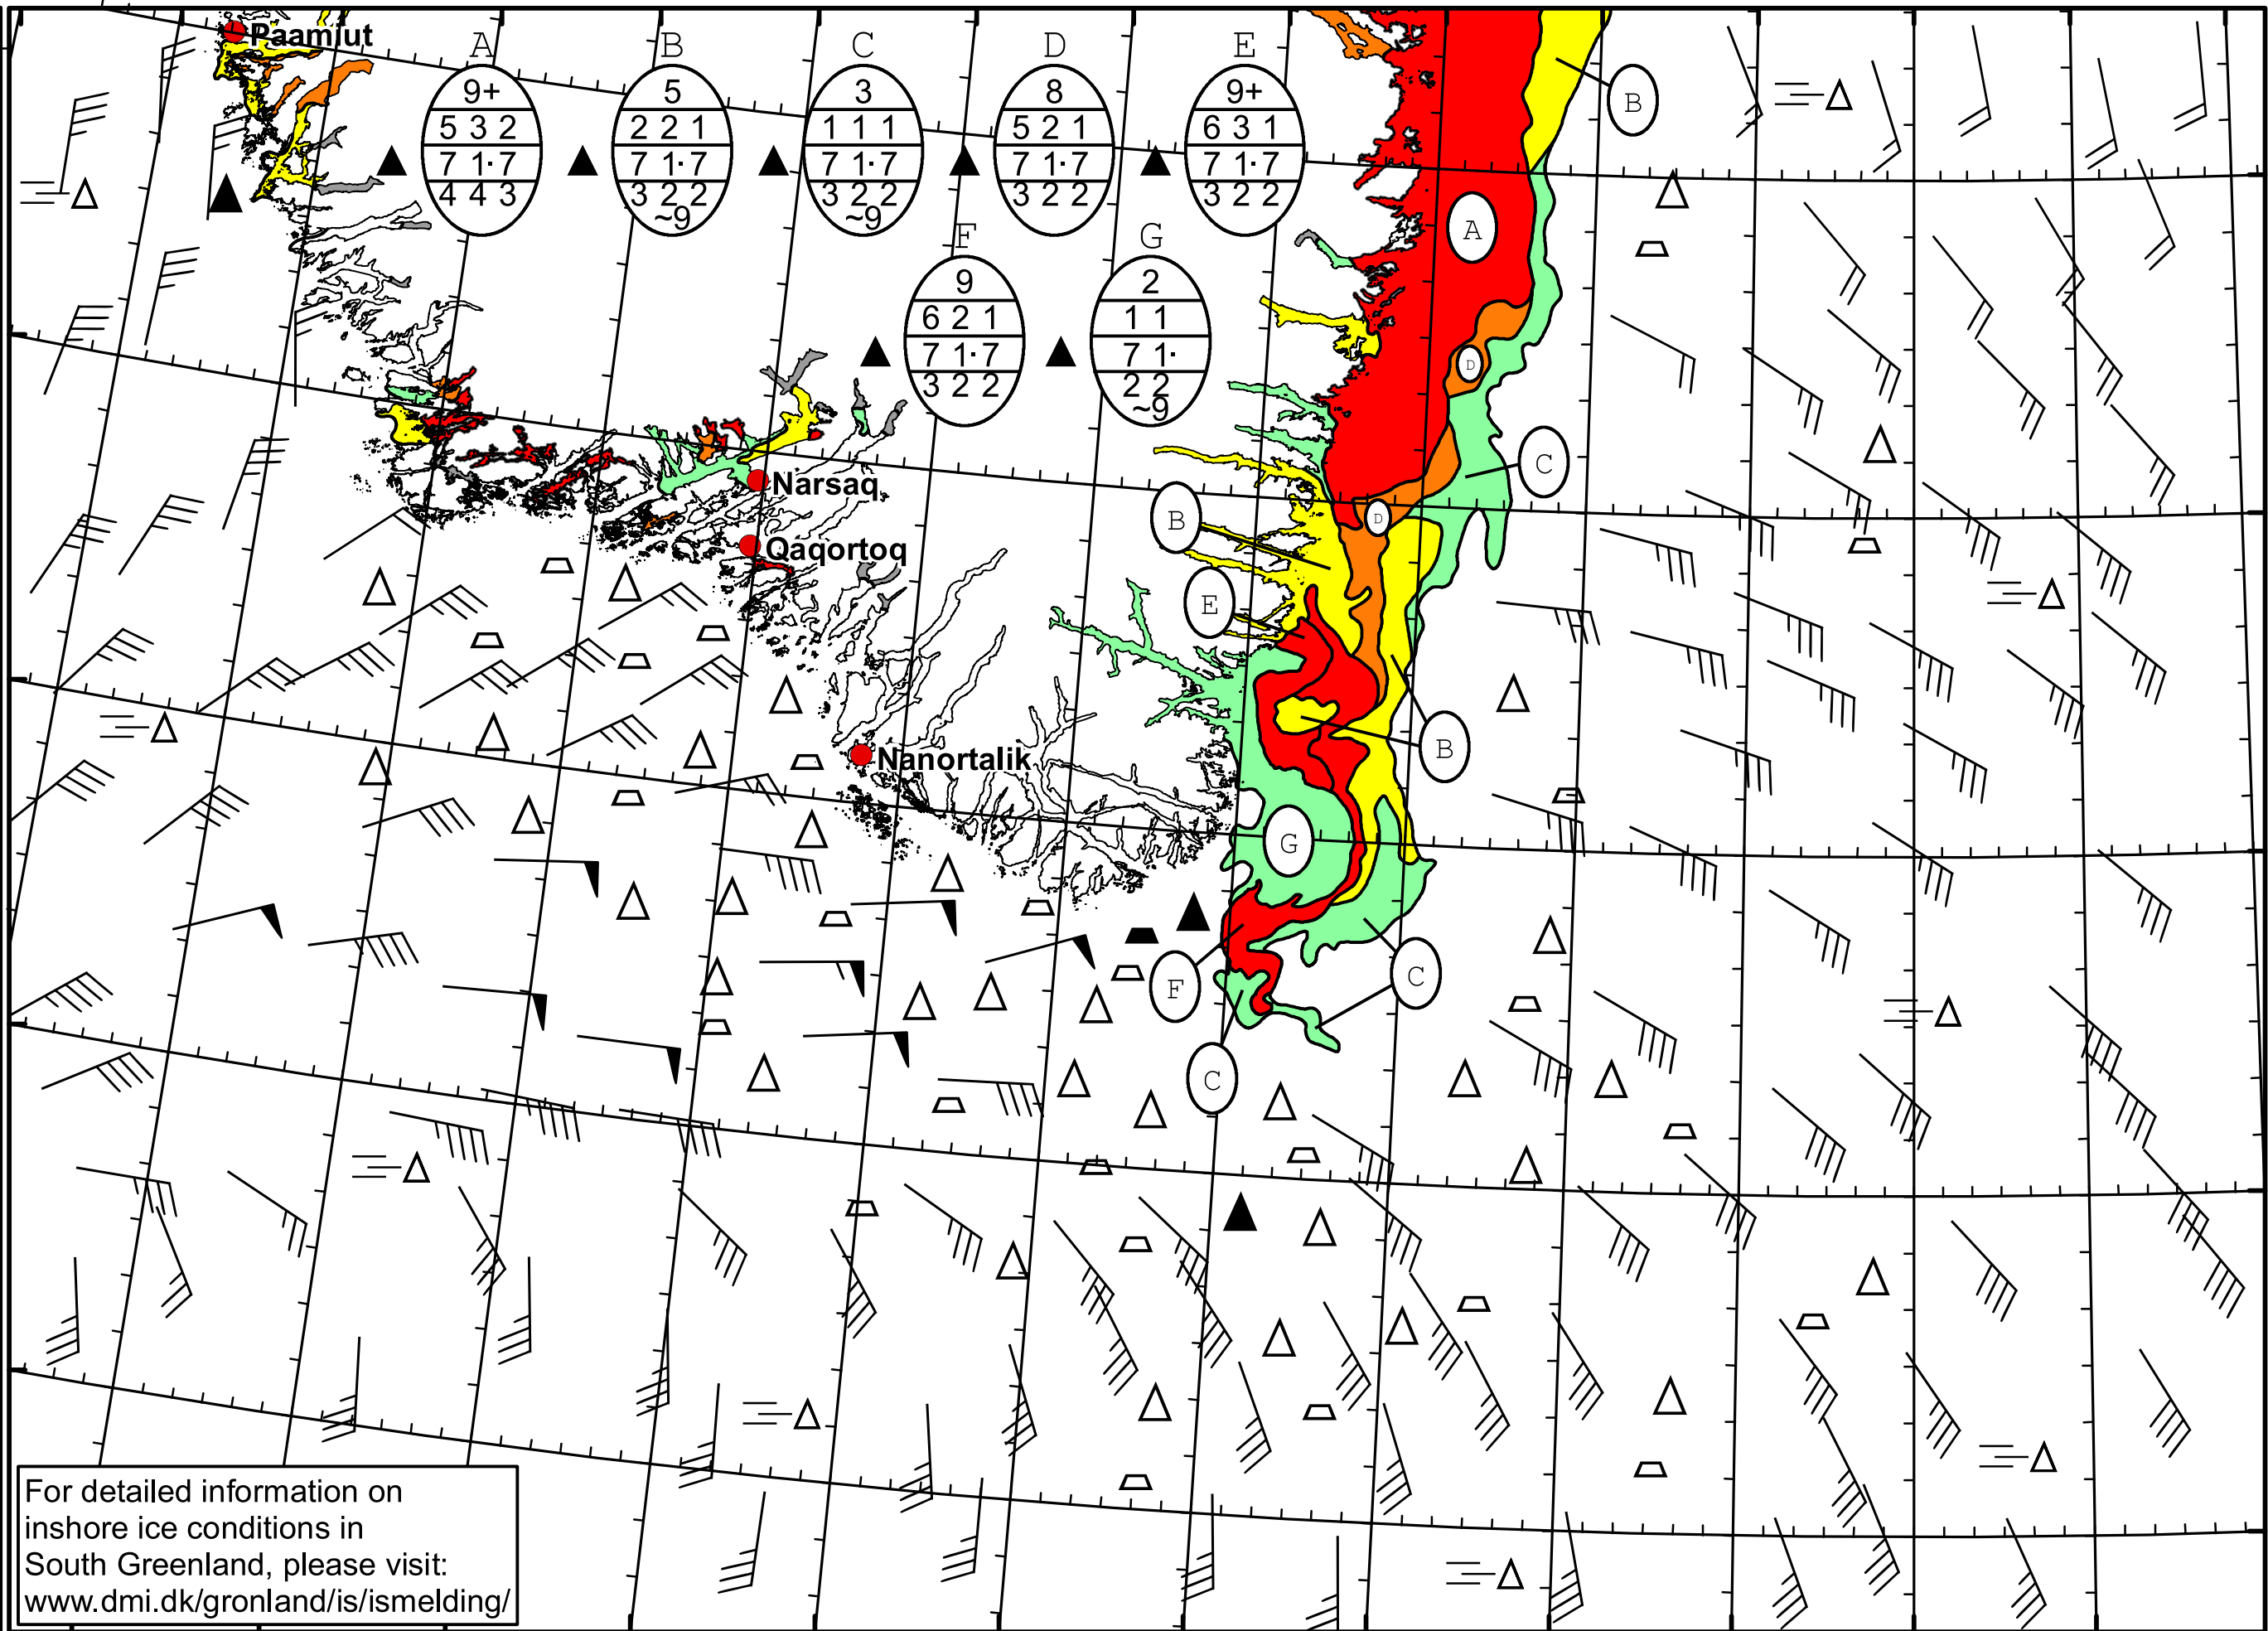 Paamiut
A B C D E
9+ 5 3 8 9+
5 3 2 2 2 1 1 1 1 5 2 1 6 3 1
7 1·7 7 1·7 7 1·7 7 1·7 7 1·7
4 4 3 3 2 2 3 2 2 3 2 2 3 2 2
~9 ~9
F G
9 2
6 2 1 1 1
7 1·7 7 1·
3 2 2 2 2
~9
B
A
D
C
Narsaq
B
D
Qaqortoq
E
B
Nanortalik
G
F
C
C
For detailed information on
inshore ice conditions in
South Greenland, please visit:
www.dmi.dk/gronland/is/ismelding/